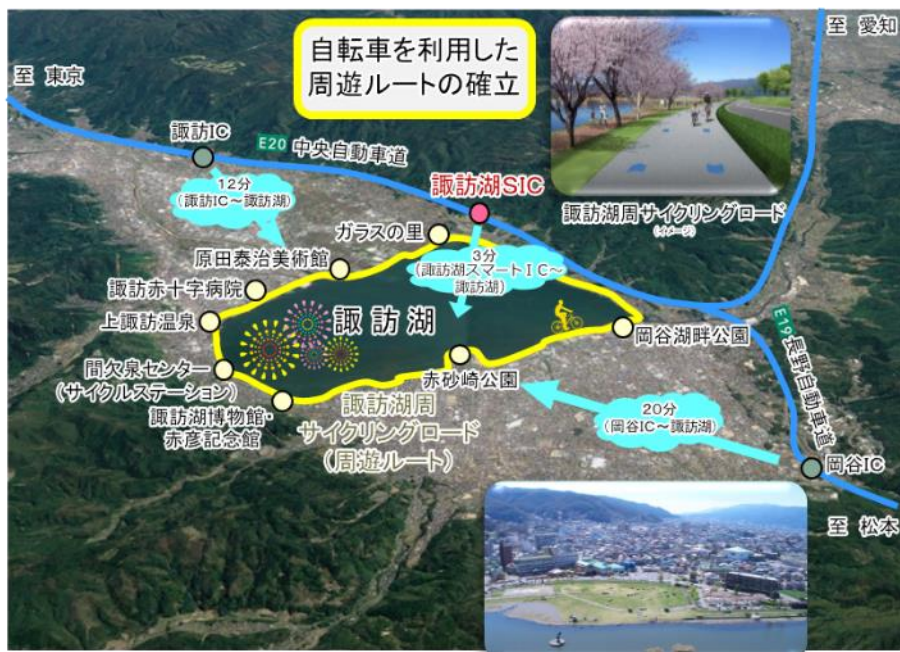 自転車を利用した
周遊ルートの確立
至 東京
至 愛知
諏訪IC
E20 中央自動車道
諏訪湖SIC
12分
(諏訪IC～諏訪湖)
ガラスの里
3分
(諏訪湖スマートIC～
諏訪湖)
諏訪湖周サイクリングロード
(イメージ)
原田泰治美術館
諏訪赤十字病院
上諏訪温泉
諏訪湖
間欠泉センター
(サイクルステーション)
諏訪湖博物館・
赤彦記念館
諏訪湖周
サイクリングロード
(周遊ルート)
赤砂崎公園
岡谷湖畔公園
E19 長野自動車道
20分
(岡谷IC～諏訪湖)
岡谷IC
至 松本